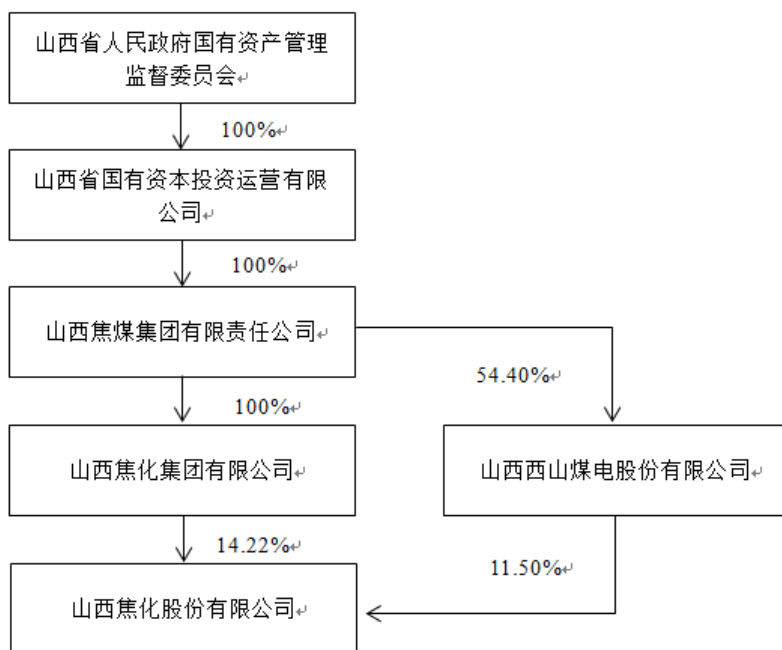 山西省人民政府国有资产管理
监督委员会↵
100%↵
山西省国有资本投资运营有限
公司↵
100%↵
山西焦煤集团有限责任公司↵
54.40%↵
100%↵
山西焦化集团有限公司↵
山西西山煤电股份有限公司↵
14.22%↵
11.50%↵
山西焦化股份有限公司↵